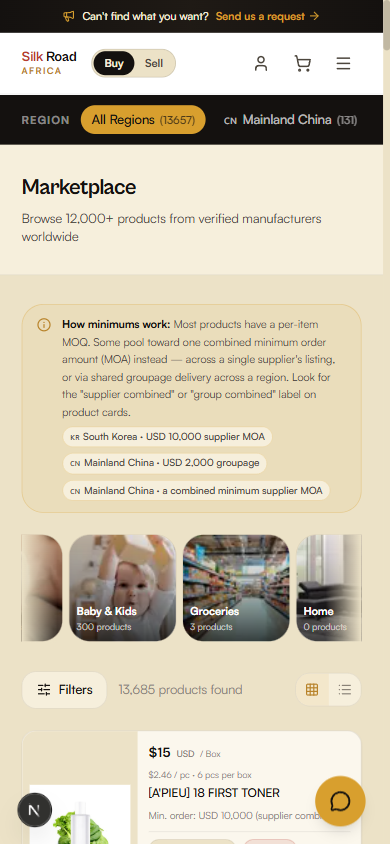 Can't find what you want? Send us a request →
Silk Road
AFRICA
Buy Sell
REGION All Regions (13657) CN Mainland China (131)
Marketplace
Browse 12,000+ products from verified manufacturers
worldwide
How minimums work: Most products have a per-item
MOQ. Some pool toward one combined minimum order
amount (MOA) instead — across a single supplier's listing,
or via shared groupage delivery across a region. Look for
the "supplier combined" or "group combined" label on
product cards.
KR South Korea · USD 10,000 supplier MOA
CN Mainland China · USD 2,000 groupage
CN Mainland China · a combined minimum supplier MOA
Baby & Kids
300 products
Groceries
3 products
Home
0 products
Filters 13,685 products found
$15 USD / Box
$2.46 / pc · 6 pcs per box
[A'PIEU] 18 FIRST TONER
Min. order: USD 10,000 (supplier
N